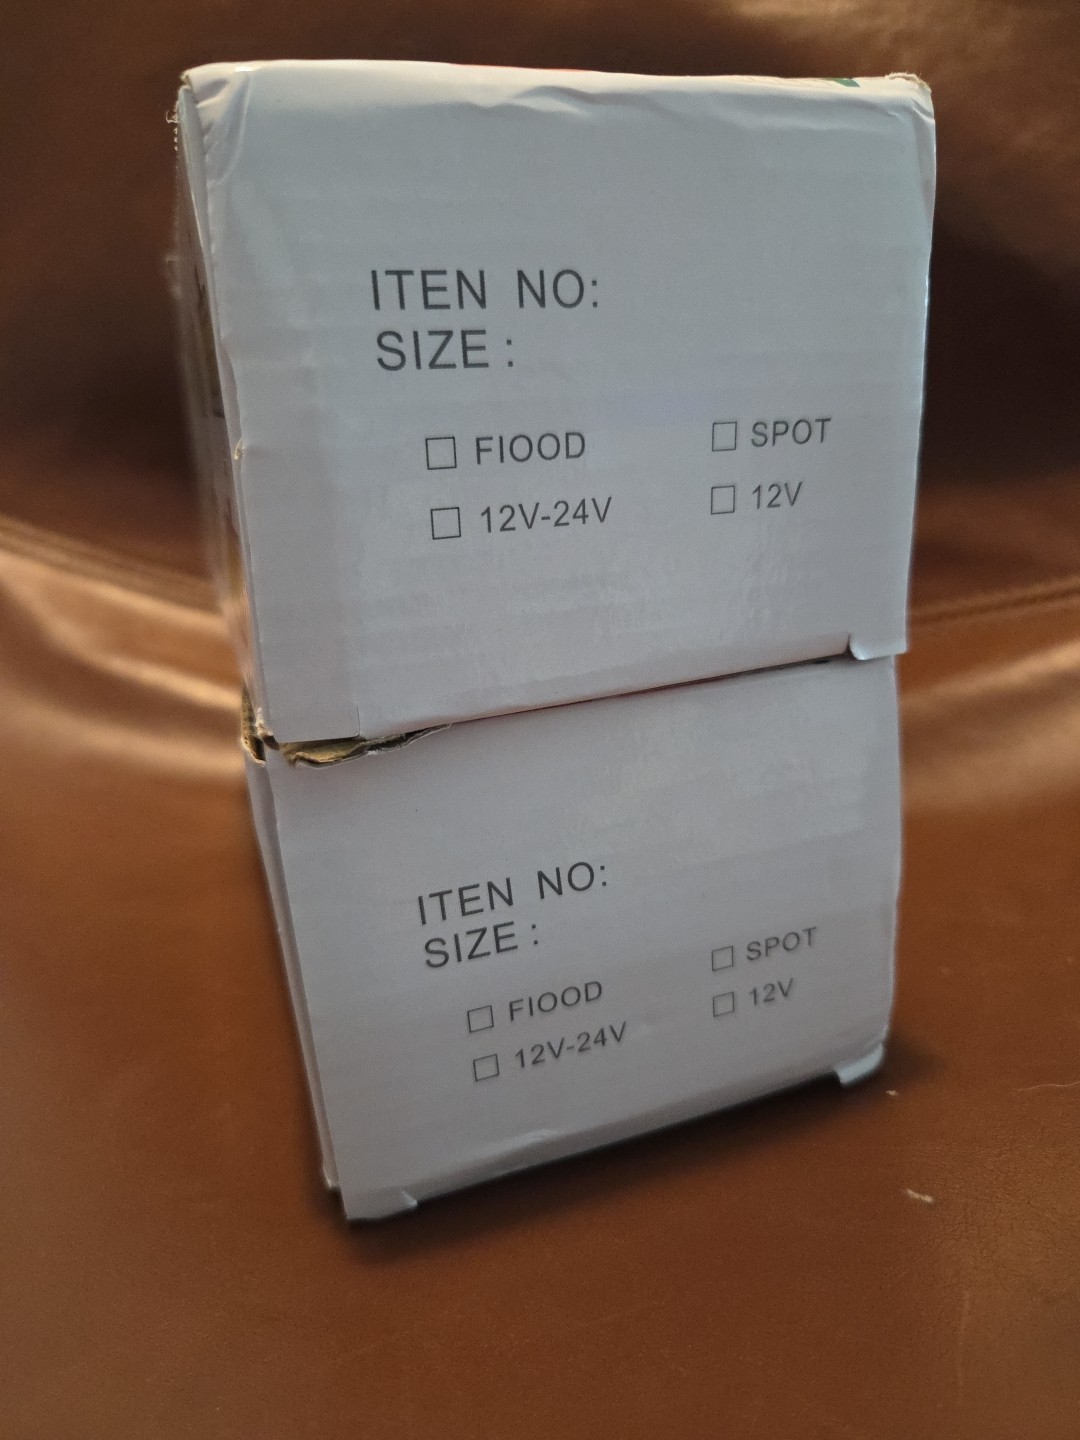 ITEN NO:
SIZE :
☐ FIOOD ☐ SPOT
☐ 12V-24V ☐ 12V
ITEN NO:
SIZE :
☐ FIOOD ☐ SPOT
☐ 12V-24V ☐ 12V